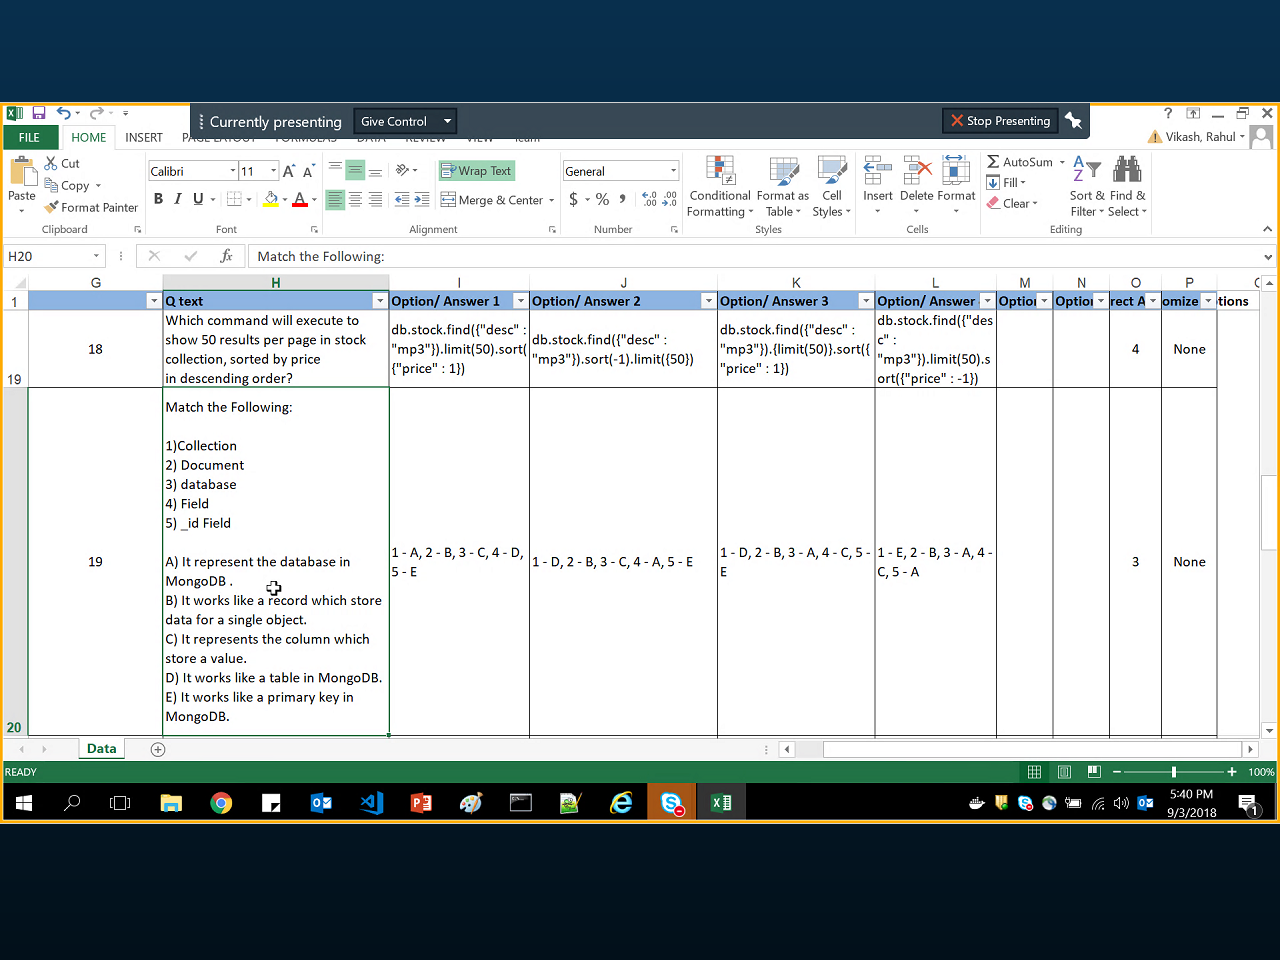 Currently presenting
Give Control
Stop Presenting
?
FILE
HOME
INSERT
Vikash, Rahul
Paste
Cut
Copy
Format Painter
Clipboard
Calibri
11
B I U
Font
Wrap Text
Merge & Center
Alignment
General
$ %
Number
Conditional Formatting
Format as Table
Cell Styles
Styles
Insert
Delete
Format
Cells
AutoSum
Fill
Clear
Sort & Filter
Find & Select
Editing
H20
fx
Match the Following:
G H I J K L M N O P
1
Q text
Option/ Answer 1
Option/ Answer 2
Option/ Answer 3
Option/ Answer
Option
Option
rect A
omize
tions
19
18
Which command will execute to
show 50 results per page in stock
collection, sorted by price
in descending order?
db.stock.find({"desc" :
"mp3"}).limit(50).sort(
{"price" : 1})
db.stock.find({"desc" :
"mp3"}).sort(-1).limit({50})
db.stock.find({"desc" :
"mp3"}).{limit(50)}.sort({
"price" : 1})
db.stock.find({"des
c" :
"mp3"}).limit(50).s
ort({"price" : -1})
4
None
20
19
Match the Following:
1)Collection
2) Document
3) database
4) Field
5) _id Field
A) It represent the database in
MongoDB .
B) It works like a record which store
data for a single object.
C) It represents the column which
store a value.
D) It works like a table in MongoDB.
E) It works like a primary key in
MongoDB.
1 - A, 2 - B, 3 - C, 4 - D,
5 - E
1 - D, 2 - B, 3 - C, 4 - A, 5 - E
1 - D, 2 - B, 3 - A, 4 - C, 5 -
E
1 - E, 2 - B, 3 - A, 4 -
C, 5 - A
3
None
Data
READY
100%
5:40 PM
9/3/2018
1